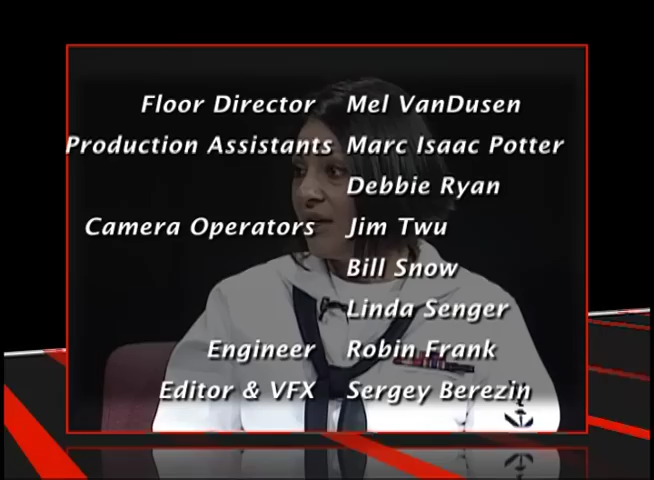 Floor Director Mel VanDusen
Production Assistants Marc Isaac Potter
Debbie Ryan
Camera Operators Jim Twu
Bill Snow
Linda Senger
Engineer Robin Frank
Editor & VFX Sergey Berezin